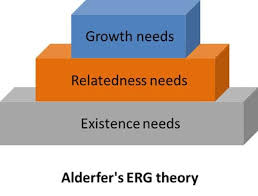 Growth needs
Relatedness needs
Existence needs
Alderfer's ERG theory